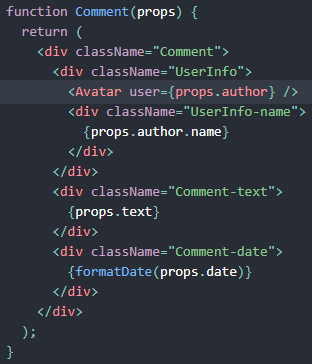 function Comment(props) {
  return (
    <div className="Comment">
      <div className="UserInfo">
        <Avatar user={props.author} />
        <div className="UserInfo-name">
          {props.author.name}
        </div>
      </div>
      <div className="Comment-text">
        {props.text}
      </div>
      <div className="Comment-date">
        {formatDate(props.date)}
      </div>
    </div>
  );
}